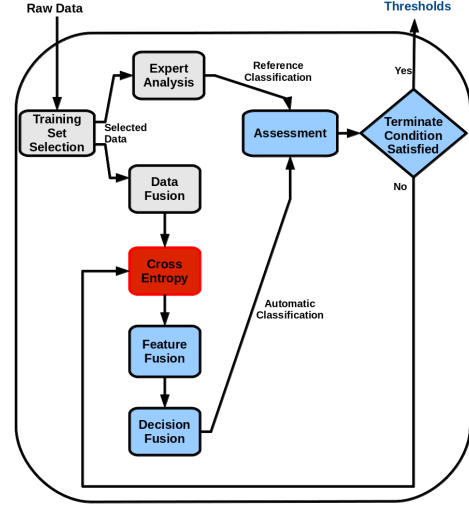 Raw Data
Thresholds
Expert
Analysis
Reference
Classification
Yes
Training
Set
Selection
Selected
Data
Assessment
Terminate
Condition
Satisfied
Data
Fusion
No
Cross
Entropy
Automatic
Classification
Feature
Fusion
Decision
Fusion